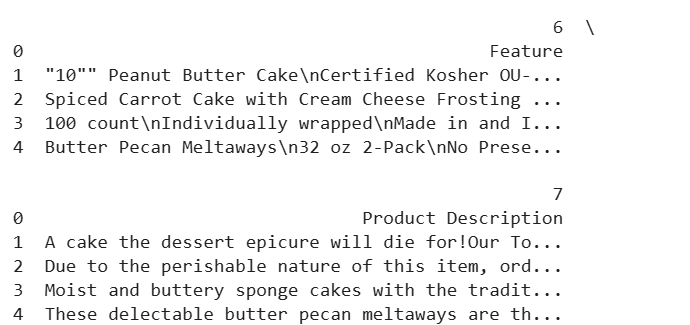 6 \
0 Feature
1 "10"" Peanut Butter Cake\nCertified Kosher OU-...
2 Spiced Carrot Cake with Cream Cheese Frosting ...
3 100 count\nIndividually wrapped\nMade in and I...
4 Butter Pecan Meltaways\n32 oz 2-Pack\nNo Prese...
7
0 Product Description
1 A cake the dessert epicure will die for!Our To...
2 Due to the perishable nature of this item, ord...
3 Moist and buttery sponge cakes with the tradit...
4 These delectable butter pecan meltaways are th...